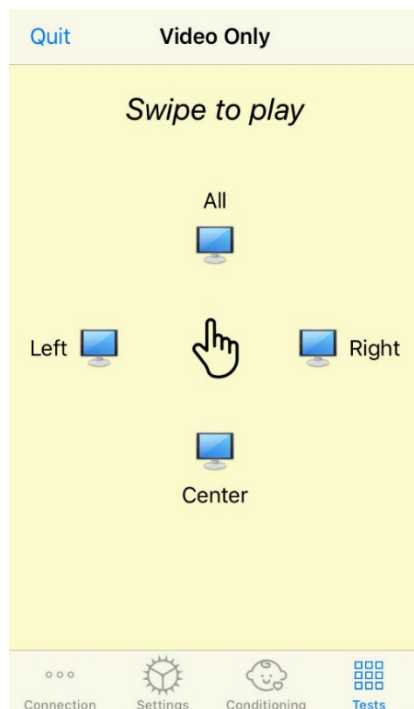 Quit Video Only
Swipe to play
All
Left Right
Center
Connection Settings Conditioning Tests